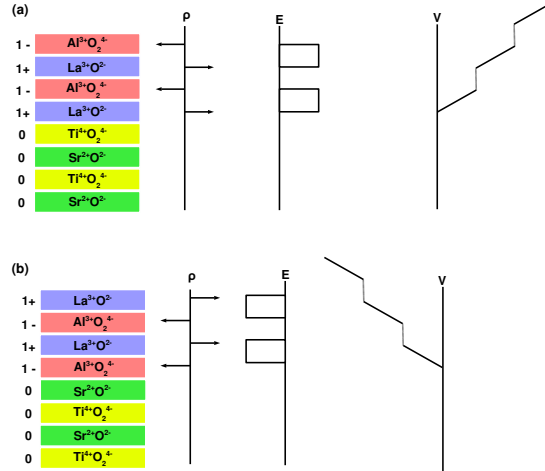 (a)
ρ E V
1 - Al³⁺O₂⁴⁻
1+ La³⁺O²⁻
1 - Al³⁺O₂⁴⁻
1+ La³⁺O²⁻
0 Ti⁴⁺O₂⁴⁻
0 Sr²⁺O²⁻
0 Ti⁴⁺O₂⁴⁻
0 Sr²⁺O²⁻
(b)
ρ E V
1+ La³⁺O²⁻
1 - Al³⁺O₂⁴⁻
1+ La³⁺O²⁻
1 - Al³⁺O₂⁴⁻
0 Sr²⁺O²⁻
0 Ti⁴⁺O₂⁴⁻
0 Sr²⁺O²⁻
0 Ti⁴⁺O₂⁴⁻